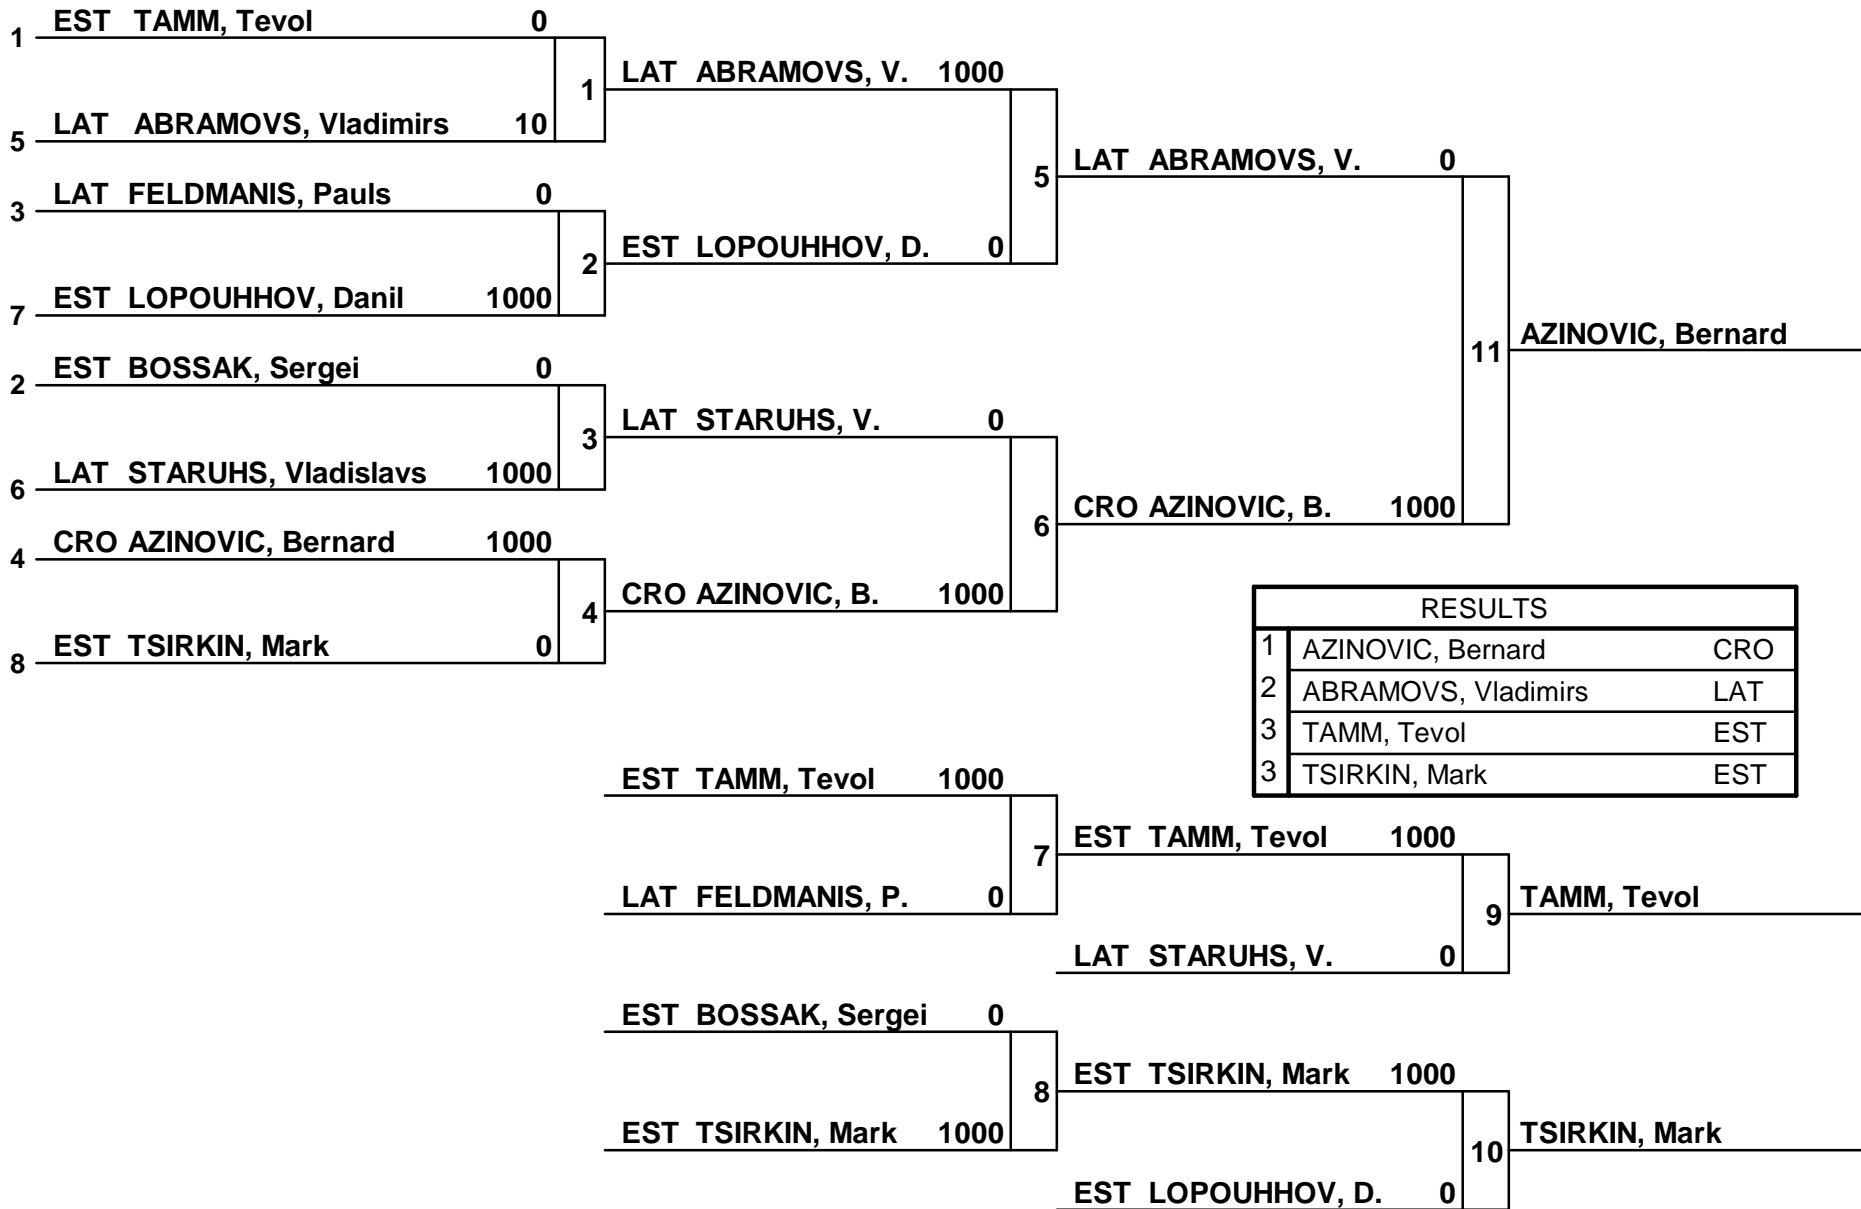 EST TAMM, Tevol 0
1
LAT ABRAMOVS, V. 1000
1
LAT ABRAMOVS, Vladimirs 10
5
LAT ABRAMOVS, V. 0
5
LAT FELDMANIS, Pauls 0
3
EST LOPOUHHOV, D. 0
2
EST LOPOUHHOV, Danil 1000
7
AZINOVIC, Bernard
11
EST BOSSAK, Sergei 0
2
LAT STARUHS, V. 0
3
LAT STARUHS, Vladislavs 1000
6
CRO AZINOVIC, B. 1000
6
CRO AZINOVIC, Bernard 1000
4
CRO AZINOVIC, B. 1000
4
EST TSIRKIN, Mark 0
8
RESULTS
1 AZINOVIC, Bernard CRO
2 ABRAMOVS, Vladimirs LAT
3 TAMM, Tevol EST
3 TSIRKIN, Mark EST
EST TAMM, Tevol 1000
EST TAMM, Tevol 1000
7
LAT FELDMANIS, P. 0
TAMM, Tevol
9
LAT STARUHS, V. 0
EST BOSSAK, Sergei 0
EST TSIRKIN, Mark 1000
8
EST TSIRKIN, Mark 1000
TSIRKIN, Mark
10
EST LOPOUHHOV, D. 0